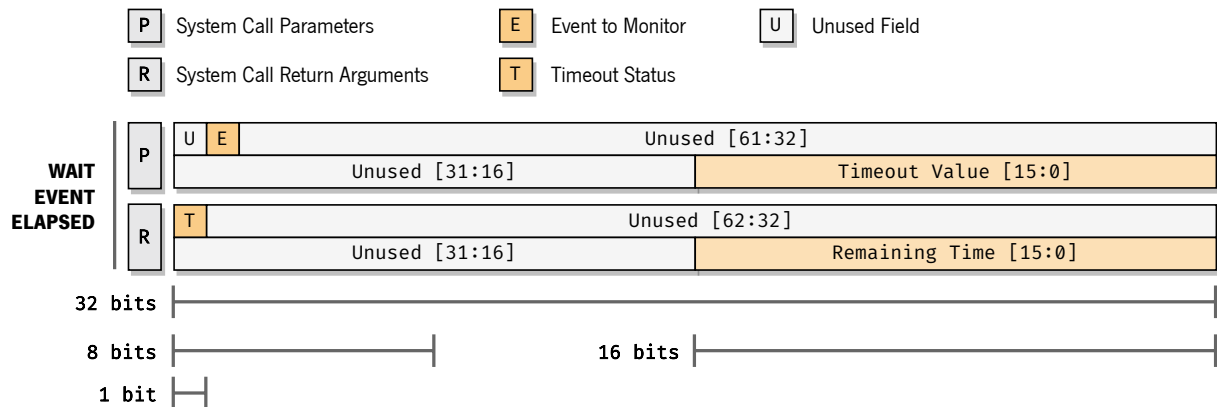 P System Call Parameters E Event to Monitor U Unused Field
R System Call Return Arguments T Timeout Status
WAIT
EVENT
ELAPSED
P
U E Unused [61:32]
Unused [31:16] Timeout Value [15:0]
R
T Unused [62:32]
Unused [31:16] Remaining Time [15:0]
32 bits
8 bits 16 bits
1 bit